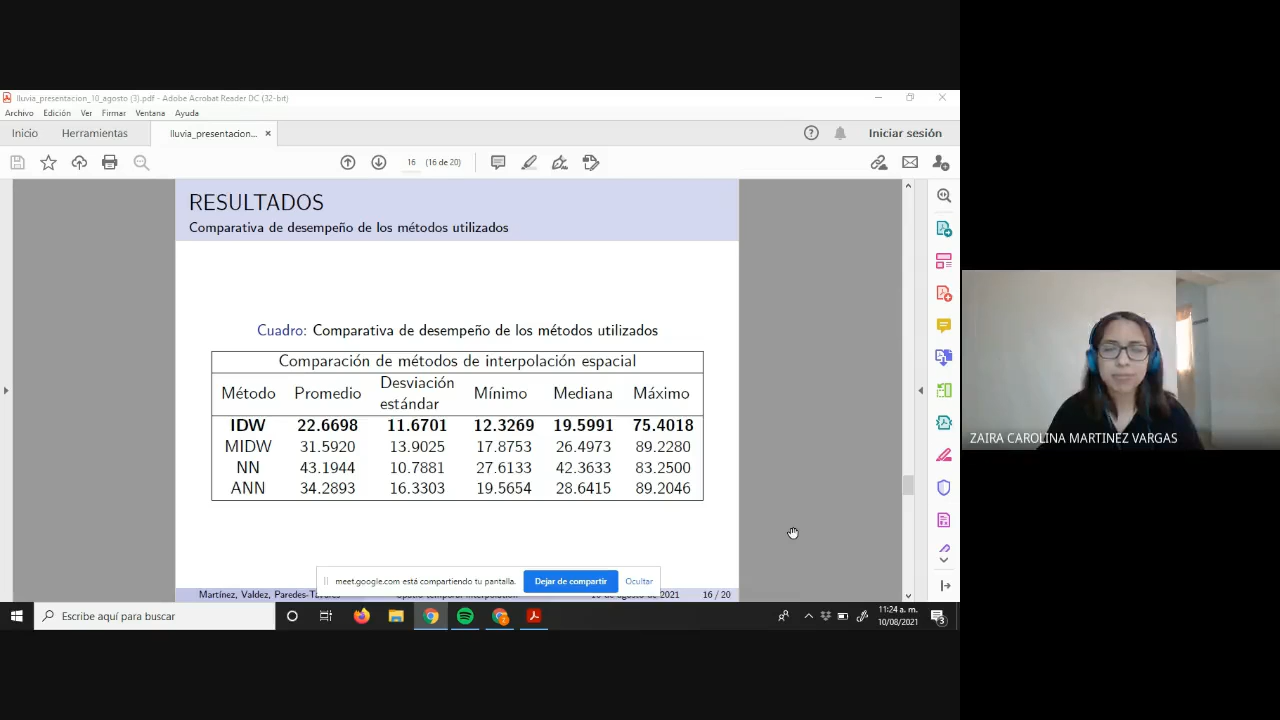 lluvia_presentacion_10_agosto (3).pdf - Adobe Acrobat Reader DC (32-bit)
Archivo Edición Ver Firmar Ventana Ayuda
Inicio Herramientas lluvia_presentacion... × Iniciar sesión
16 (16 de 20)
RESULTADOS
Comparativa de desempeño de los métodos utilizados
Cuadro: Comparativa de desempeño de los métodos utilizados
Comparación de métodos de interpolación espacial
Método Promedio Desviación estándar Mínimo Mediana Máximo
IDW 22.6698 11.6701 12.3269 19.5991 75.4018
MIDW 31.5920 13.9025 17.8753 26.4973 89.2280
NN 43.1944 10.7881 27.6133 42.3633 83.2500
ANN 34.2893 16.3303 19.5654 28.6415 89.2046
meet.google.com está compartiendo tu pantalla. Dejar de compartir Ocultar
Martínez, Valdez, Paredes- 2021 16 / 20
Escribe aquí para buscar
11:24 a. m.
10/08/2021
3
ZAIRA CAROLINA MARTINEZ VARGAS